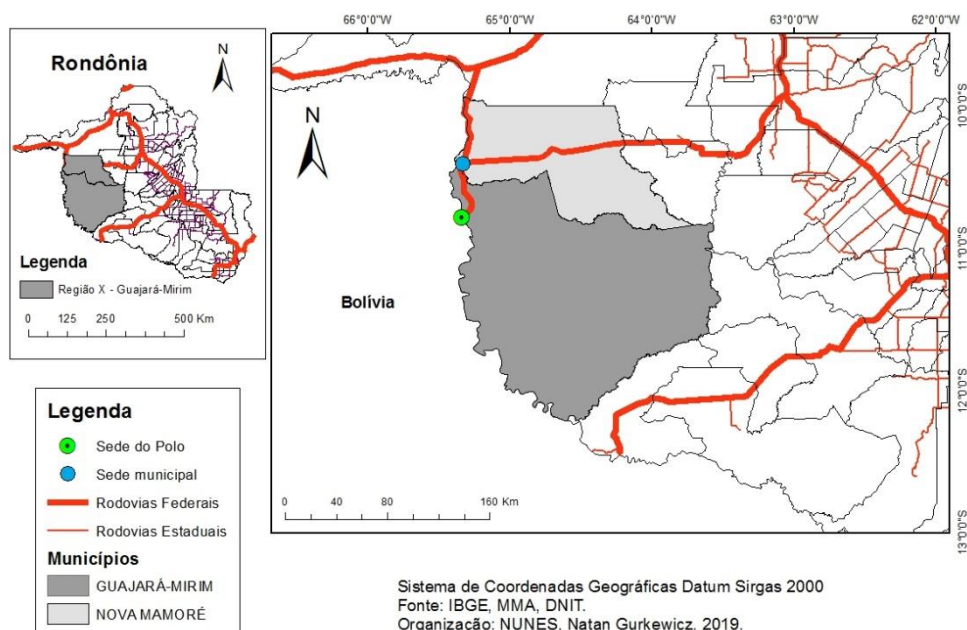 Rondônia
N
Legenda
Região X - Guajará-Mirim
0 125 250 500 Km
66°0'0"W 65°0'0"W 64°0'0"W 63°0'0"W 62°0'0"W
N
Bolívia
10°0'0"S
11°0'0"S
12°0'0"S
13°0'0"S
0 40 80 160 Km
Legenda
Sede do Polo
Sede municipal
Rodovias Federais
Rodovias Estaduais
Municípios
GUAJARÁ-MIRIM
NOVA MAMORÉ
Sistema de Coordenadas Geográficas Datum Sirgas 2000
Fonte: IBGE, MMA, DNIT.
Organização: NUNES, Natan Gurkewicz, 2019.